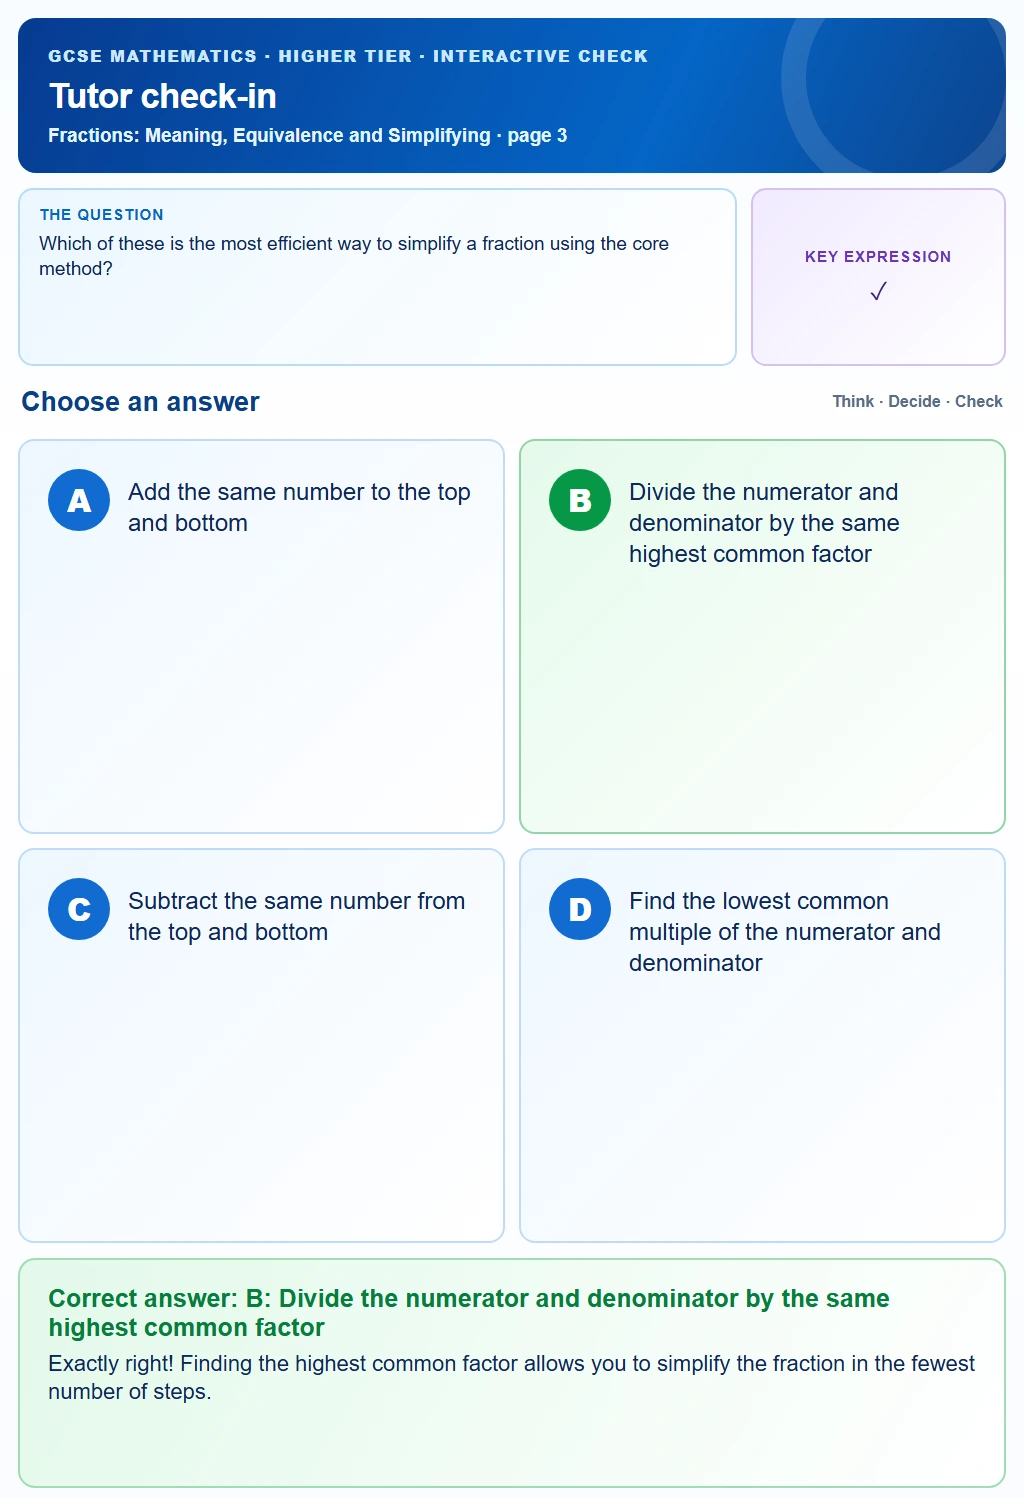 GCSE MATHEMATICS · HIGHER TIER · INTERACTIVE CHECK
Tutor check-in
Fractions: Meaning, Equivalence and Simplifying · page 3
THE QUESTION
Which of these is the most efficient way to simplify a fraction using the core
method?
KEY EXPRESSION
✓
Choose an answer
Think · Decide · Check
A
Add the same number to the top
and bottom
B
Divide the numerator and
denominator by the same
highest common factor
C
Subtract the same number from
the top and bottom
D
Find the lowest common
multiple of the numerator and
denominator
Correct answer: B: Divide the numerator and denominator by the same
highest common factor
Exactly right! Finding the highest common factor allows you to simplify the fraction in the fewest
number of steps.